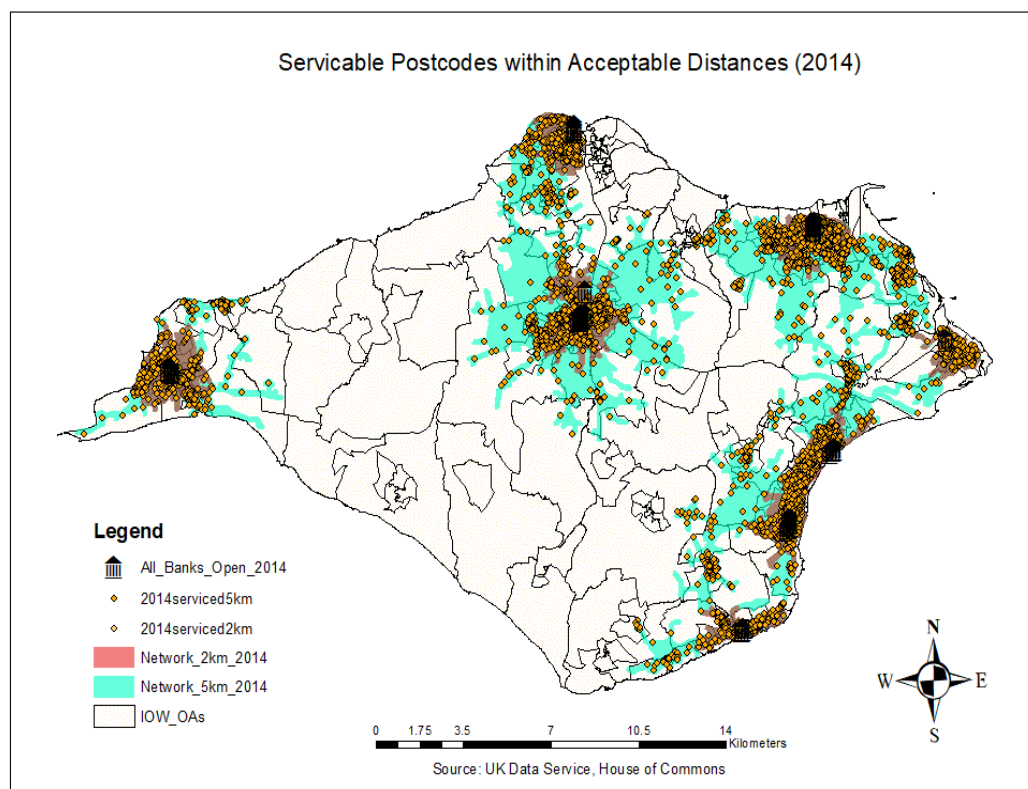 Servicable Postcodes within Acceptable Distances (2014)
Legend
All_Banks_Open_2014
2014serviced5km
2014serviced2km
Network_2km_2014
Network_5km_2014
IOW_OAs
N
W E
S
0 1.75 3.5 7 10.5 14
Kilometers
Source: UK Data Service, House of Commons